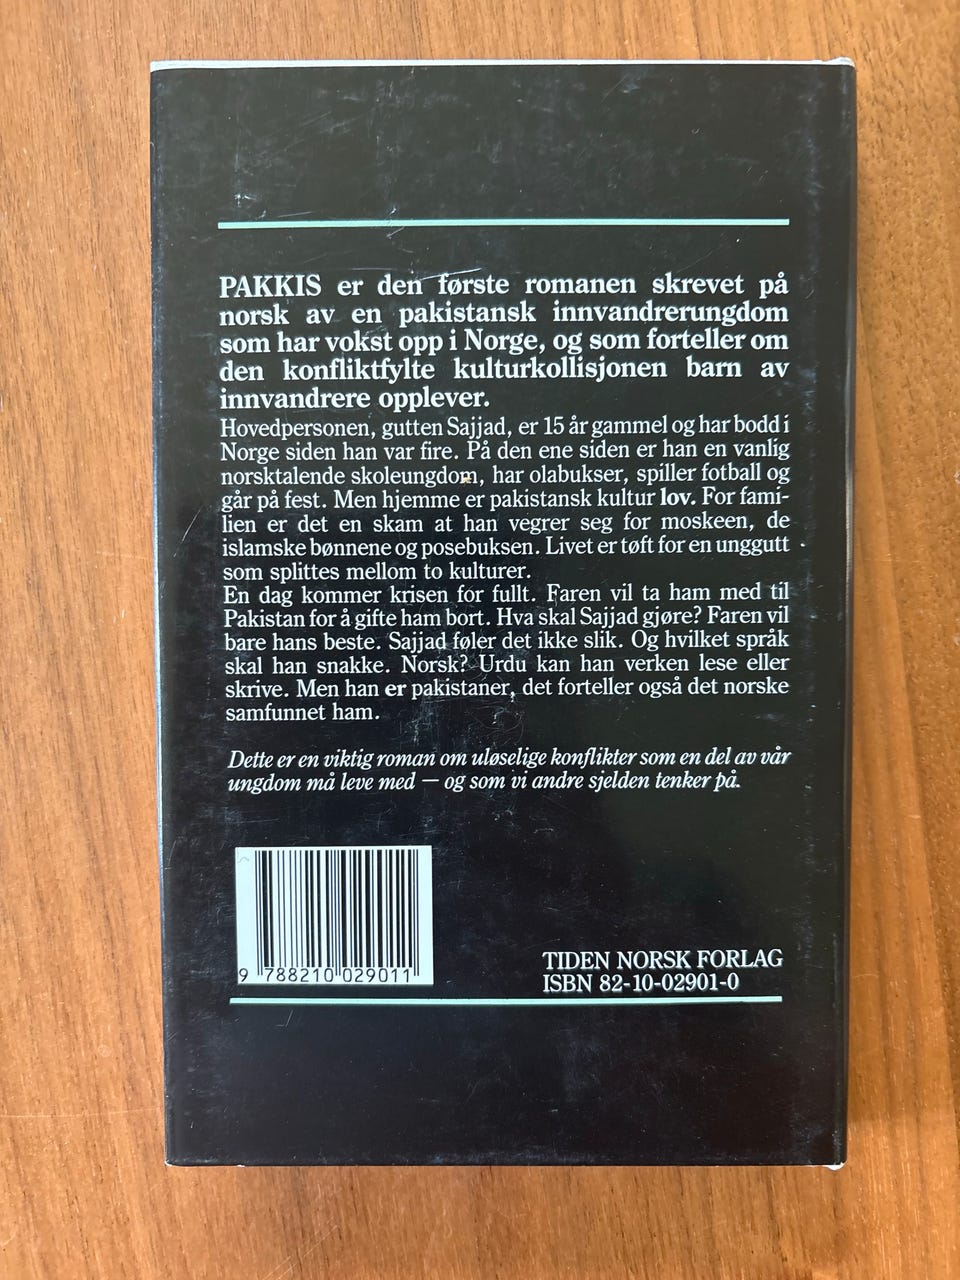 PAKKIS er den første romanen skrevet på
norsk av en pakistansk innvandrerungdom
som har vokst opp i Norge, og som forteller om
den konfliktfylte kulturkollisjonen barn av
innvandrere opplever.
Hovedpersonen, gutten Sajjad, er 15 år gammel og har bodd i
Norge siden han var fire. På den ene siden er han en vanlig
norsktalende skoleungdom, har olabukser, spiller fotball og
går på fest. Men hjemme er pakistansk kultur lov. For fami-
lien er det en skam at han vegrer seg for moskeen, de
islamske bønnene og posebuksen. Livet er tøft for en unggutt
som splittes mellom to kulturer.
En dag kommer krisen for fullt. Faren vil ta ham med til
Pakistan for å gifte ham bort. Hva skal Sajjad gjøre? Faren vil
bare hans beste. Sajjad føler det ikke slik. Og hvilket språk
skal han snakke. Norsk? Urdu kan han verken lese eller
skrive. Men han er pakistaner, det forteller også det norske
samfunnet ham.
Dette er en viktig roman om uløselige konflikter som en del av vår
ungdom må leve med — og som vi andre sjelden tenker på.
9 788210 029011
TIDEN NORSK FORLAG
ISBN 82-10-02901-0